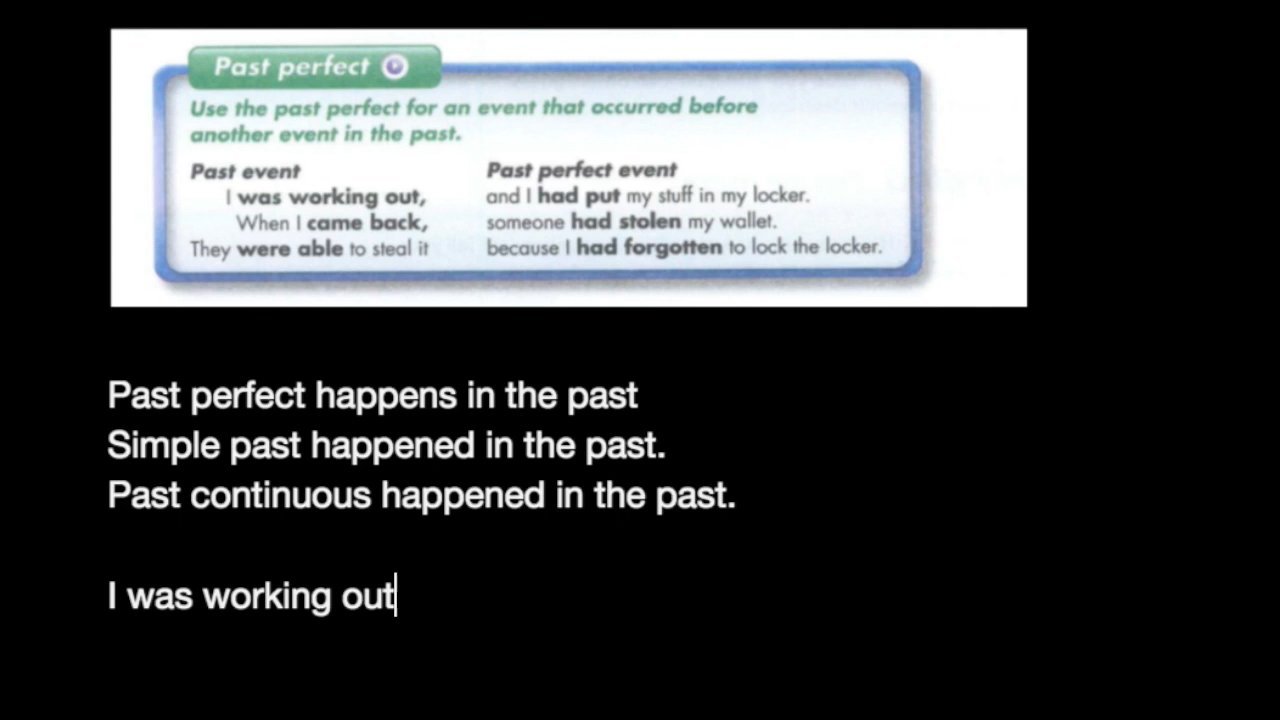 Past perfect
Use the past perfect for an event that occurred before
another event in the past.
Past event Past perfect event
I was working out, and I had put my stuff in my locker.
When I came back, someone had stolen my wallet.
They were able to steal it because I had forgotten to lock the locker.
Past perfect happens in the past
Simple past happened in the past.
Past continuous happened in the past.
I was working out